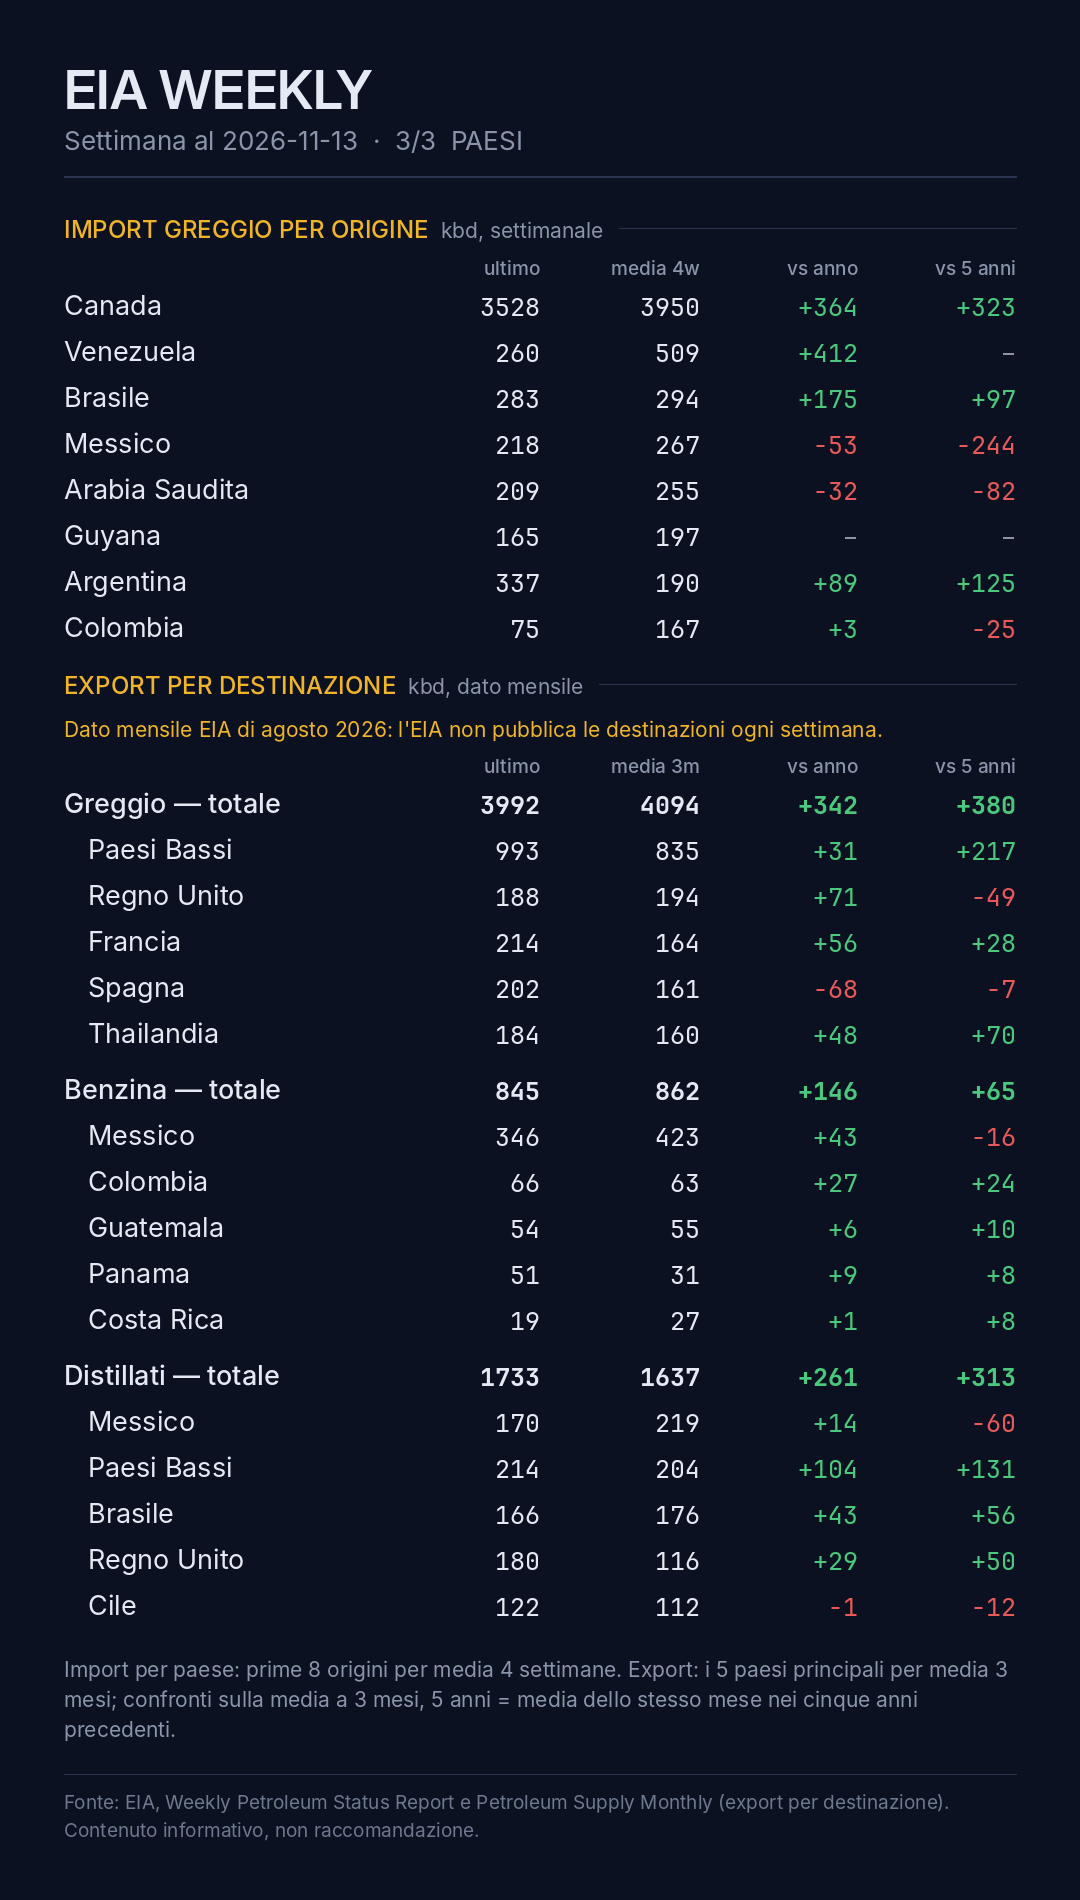 EIA WEEKLY
Settimana al 2026-11-13 · 3/3 PAESI
IMPORT GREGGIO PER ORIGINE kbd, settimanale
ultimo media 4w vs anno vs 5 anni
Canada 3528 3950 +364 +323
Venezuela 260 509 +412 –
Brasile 283 294 +175 +97
Messico 218 267 -53 -244
Arabia Saudita 209 255 -32 -82
Guyana 165 197 – –
Argentina 337 190 +89 +125
Colombia 75 167 +3 -25
EXPORT PER DESTINAZIONE kbd, dato mensile
Dato mensile EIA di agosto 2026: l'EIA non pubblica le destinazioni ogni settimana.
ultimo media 3m vs anno vs 5 anni
Greggio — totale 3992 4094 +342 +380
Paesi Bassi 993 835 +31 +217
Regno Unito 188 194 +71 -49
Francia 214 164 +56 +28
Spagna 202 161 -68 -7
Thailandia 184 160 +48 +70
Benzina — totale 845 862 +146 +65
Messico 346 423 +43 -16
Colombia 66 63 +27 +24
Guatemala 54 55 +6 +10
Panama 51 31 +9 +8
Costa Rica 19 27 +1 +8
Distillati — totale 1733 1637 +261 +313
Messico 170 219 +14 -60
Paesi Bassi 214 204 +104 +131
Brasile 166 176 +43 +56
Regno Unito 180 116 +29 +50
Cile 122 112 -1 -12
Import per paese: prime 8 origini per media 4 settimane. Export: i 5 paesi principali per media 3
mesi; confronti sulla media a 3 mesi, 5 anni = media dello stesso mese nei cinque anni
precedenti.
Fonte: EIA, Weekly Petroleum Status Report e Petroleum Supply Monthly (export per destinazione).
Contenuto informativo, non raccomandazione.